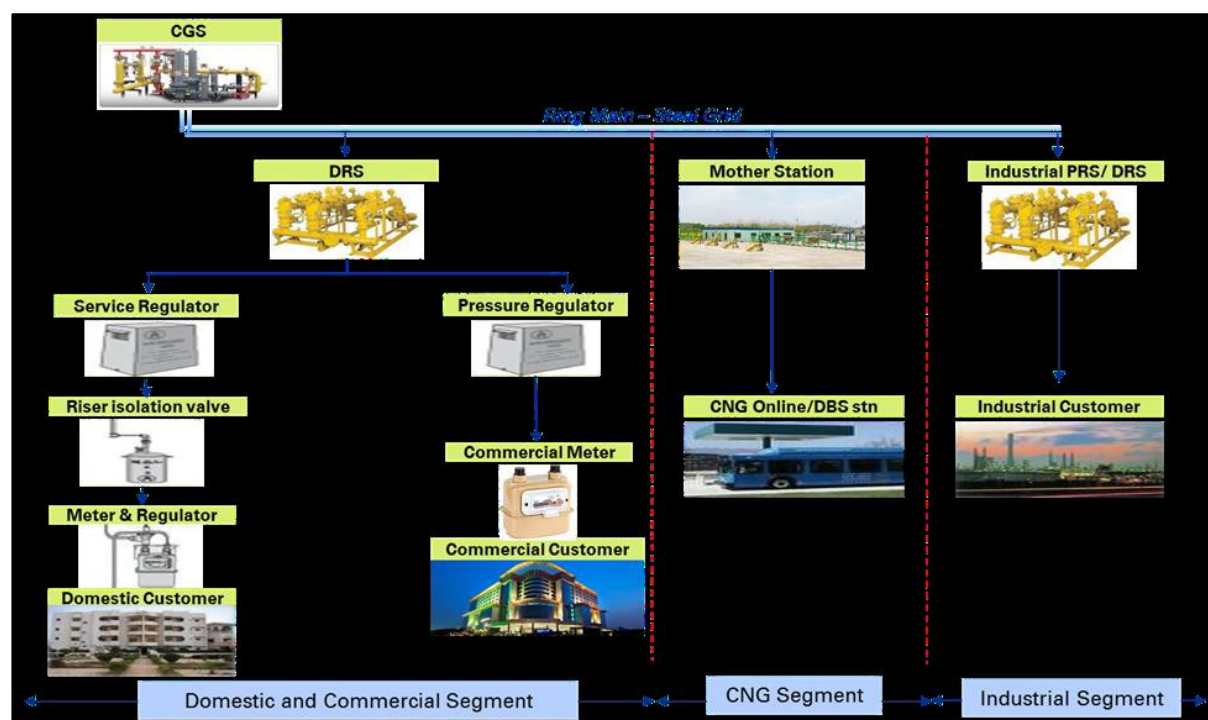 CGS
Ring Main – Steel Grid
DRS
Mother Station
Industrial PRS/ DRS
Service Regulator
Pressure Regulator
Riser isolation valve
CNG Online/DBS stn
Industrial Customer
Commercial Meter
Meter & Regulator
Commercial Customer
Domestic Customer
Domestic and Commercial Segment
CNG Segment
Industrial Segment